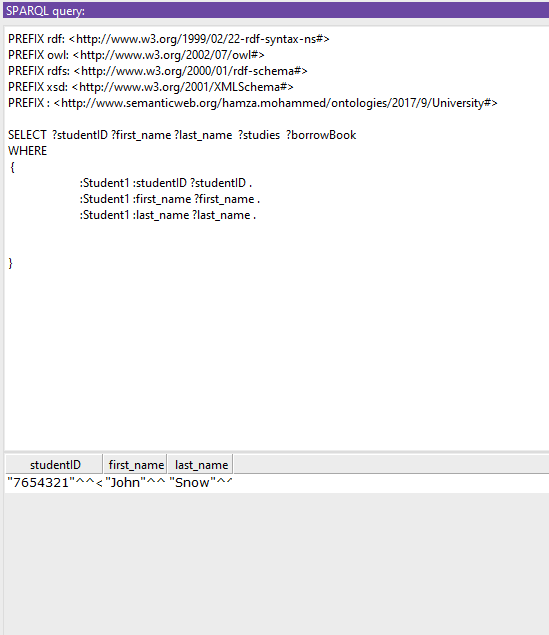 SPARQL query:
PREFIX rdf: <http://www.w3.org/1999/02/22-rdf-syntax-ns#>
PREFIX owl: <http://www.w3.org/2002/07/owl#>
PREFIX rdfs: <http://www.w3.org/2000/01/rdf-schema#>
PREFIX xsd: <http://www.w3.org/2001/XMLSchema#>
PREFIX : <http://www.semanticweb.org/hamza.mohammed/ontologies/2017/9/University#>
SELECT ?studentID ?first_name ?last_name ?studies ?borrowBook
WHERE
{
:Student1 :studentID ?studentID .
:Student1 :first_name ?first_name .
:Student1 :last_name ?last_name .
}
studentID first_name last_name
"7654321"^^< "John"^^ "Snow"^^